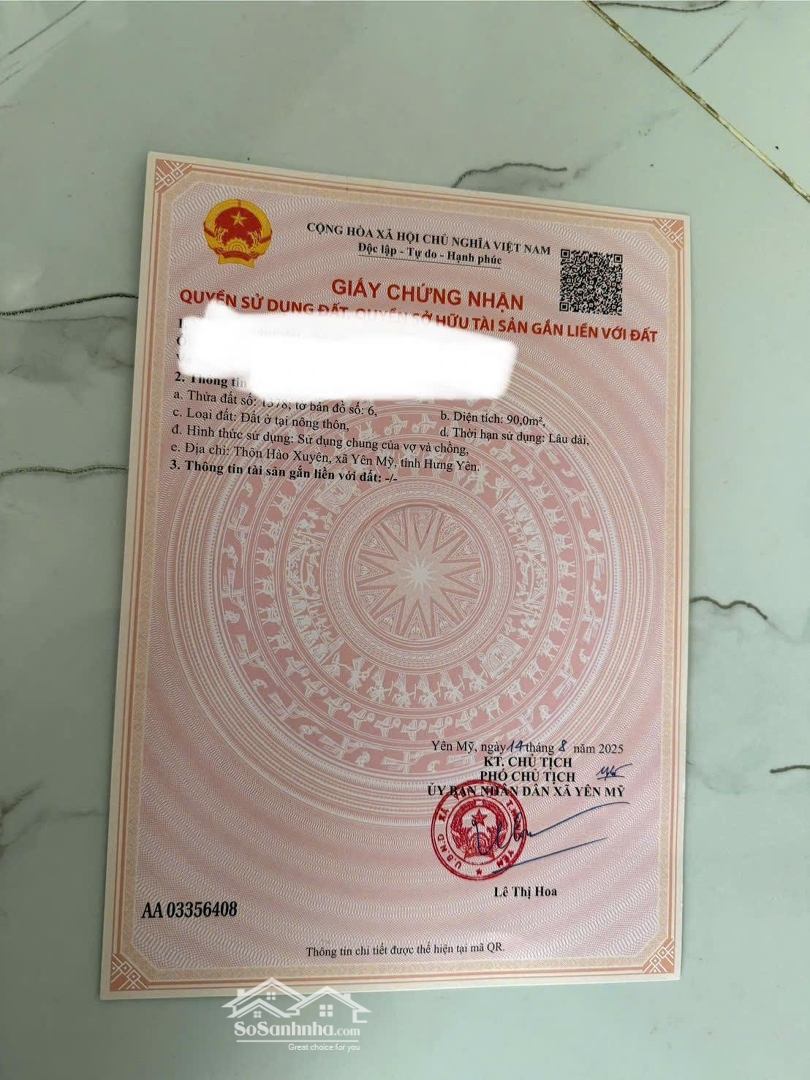 CỘNG HÒA XÃ HỘI CHỦ NGHĨA VIỆT NAM
Độc lập - Tự do - Hạnh phúc
GIẤY CHỨNG NHẬN
QUYỀN SỬ DỤNG ĐẤT, QUYỀN SỞ HỮU TÀI SẢN GẮN LIỀN VỚI ĐẤT
2. Thông tin
a. Thửa đất số: 1378, tờ bản đồ số: 6, b. Diện tích: 90,0m²,
c. Loại đất: Đất ở tại nông thôn, d. Thời hạn sử dụng: Lâu dài,
đ. Hình thức sử dụng: Sử dụng chung của vợ và chồng,
e. Địa chỉ: Thôn Hào Xuyên, xã Yên Mỹ, tỉnh Hưng Yên.
3. Thông tin tài sản gắn liền với đất: -/-
Yên Mỹ, ngày 14 tháng 8 năm 2025
KT. CHỦ TỊCH
PHÓ CHỦ TỊCH
ỦY BAN NHÂN DÂN XÃ YÊN MỸ
U.B.N.D XÃ
Lê Thị Hoa
AA 03356408
Thông tin chi tiết được thể hiện tại mã QR.
SoSanhnha.com
Great choice for you